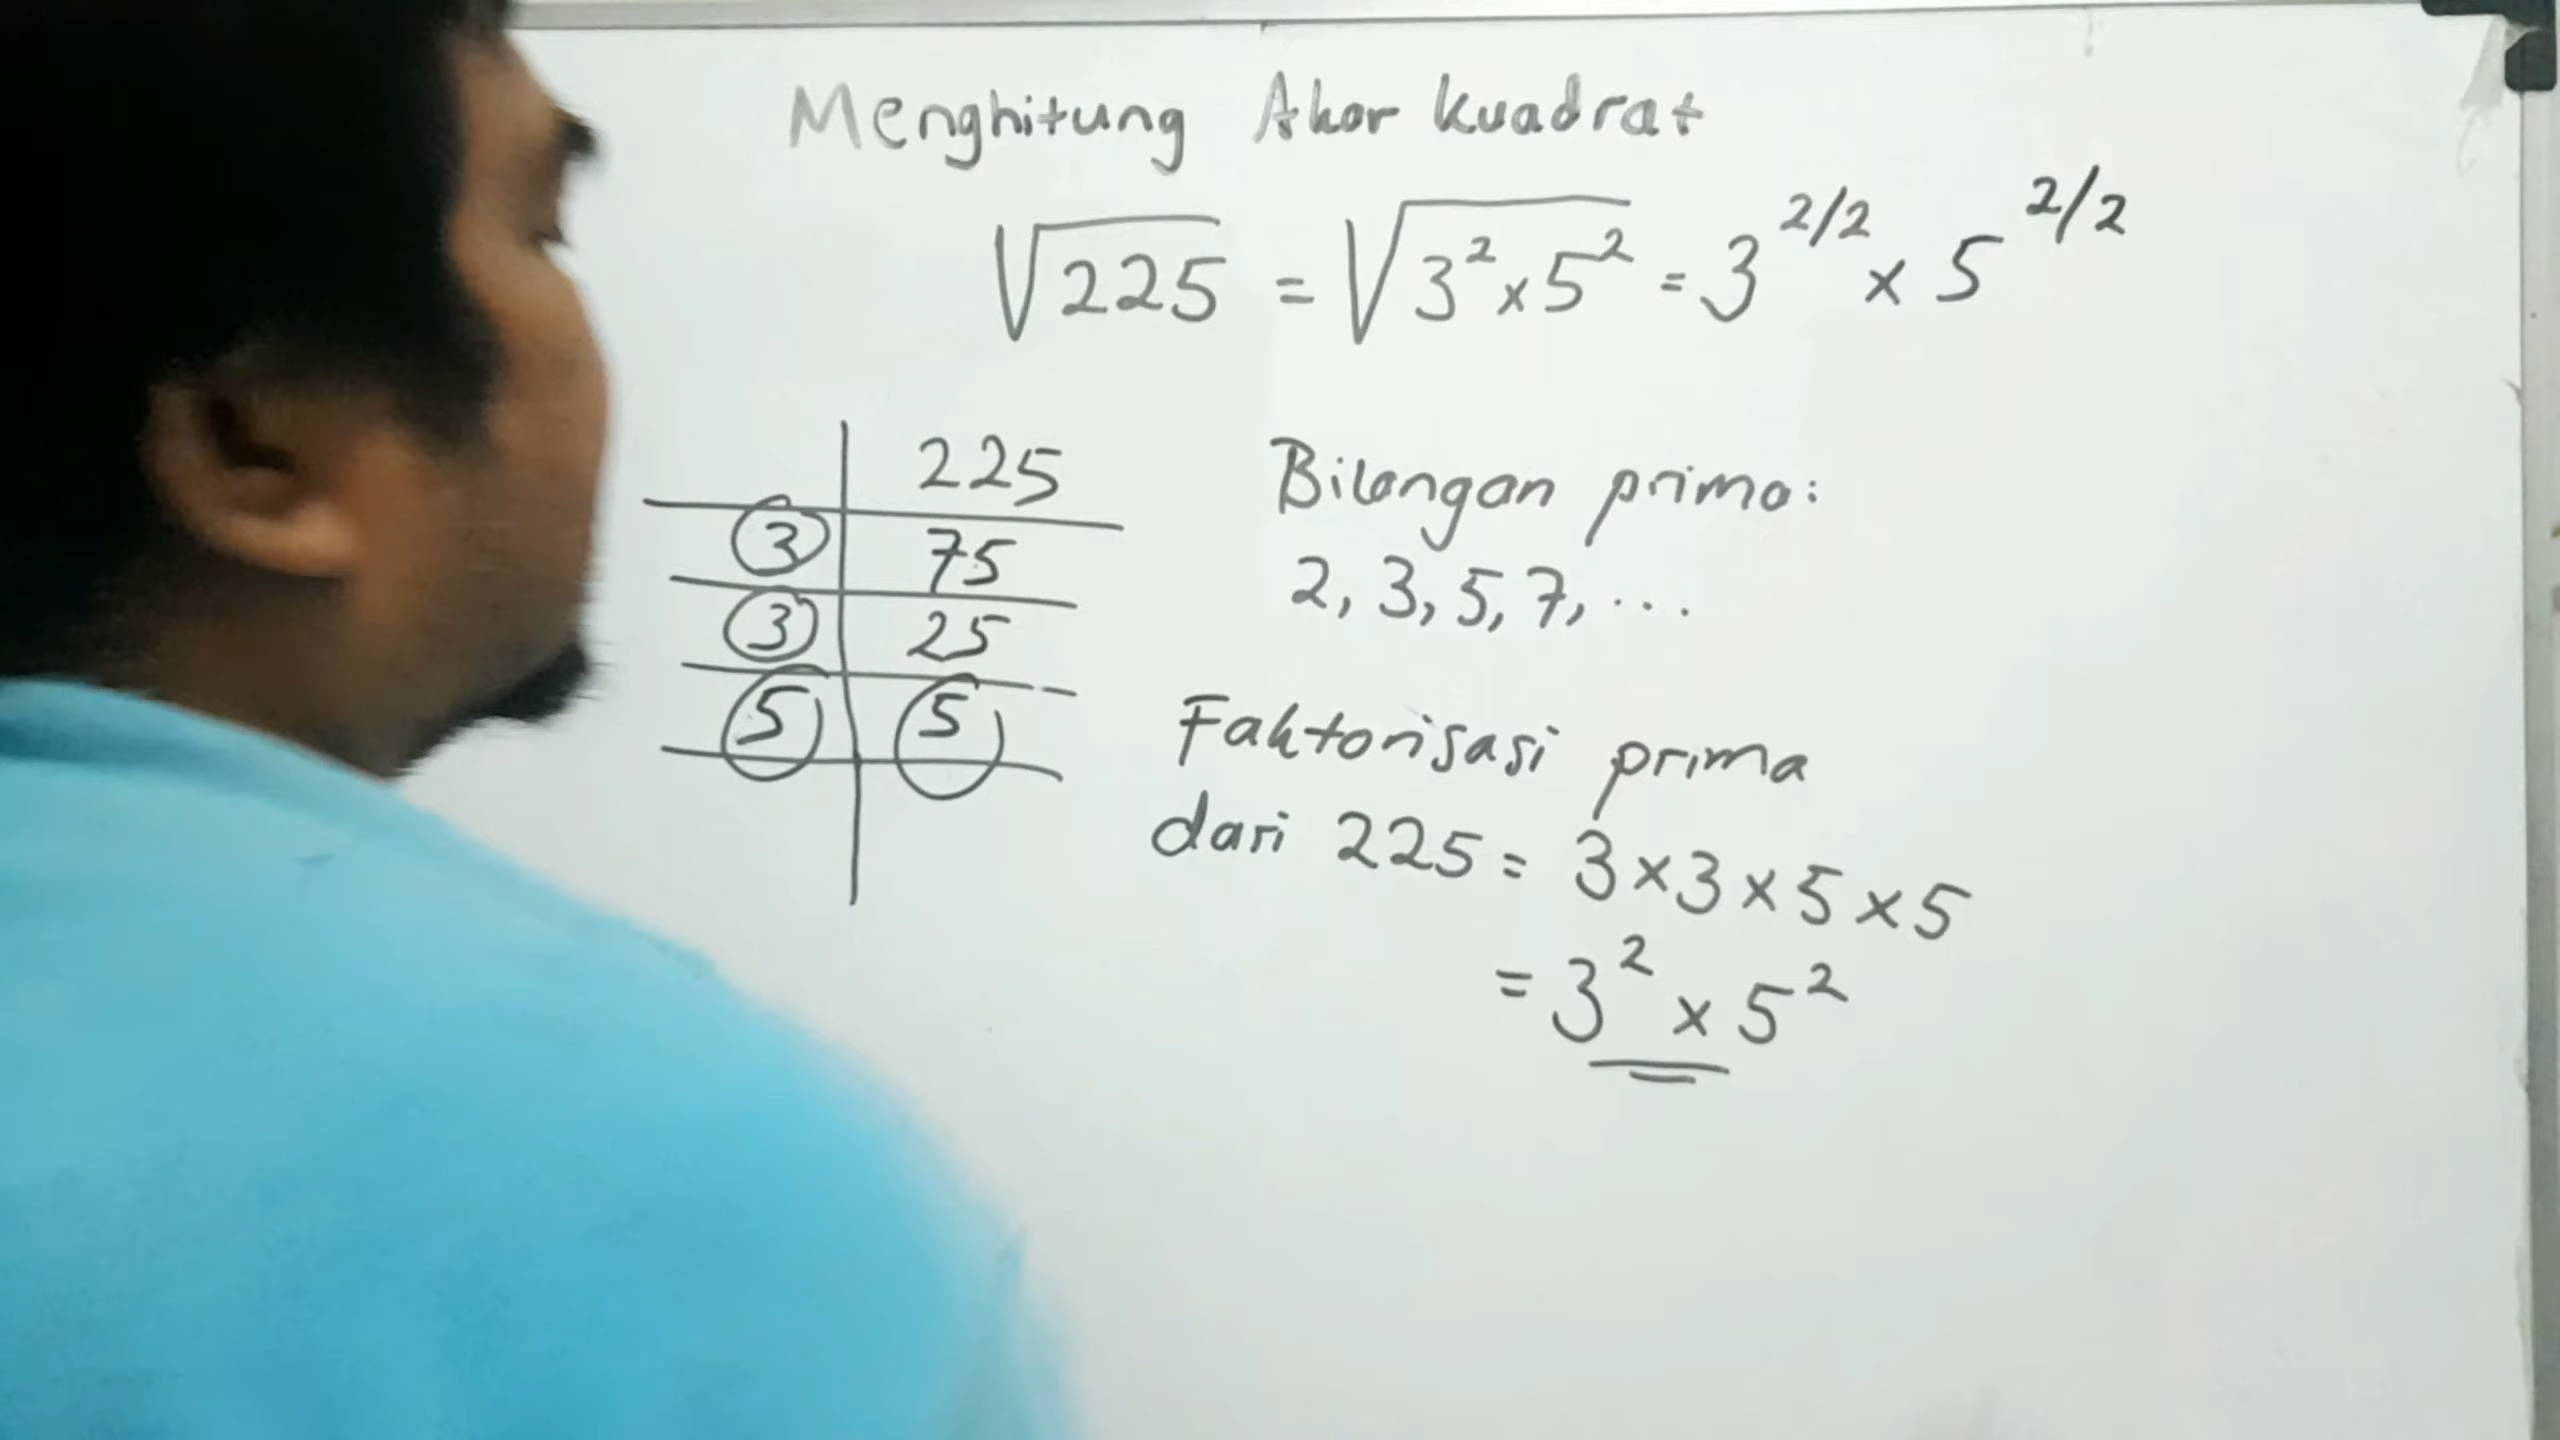 Menghitung Akar kuadrat
√225 = √3²×5² = 3^2/2 × 5^2/2
225
3 75
3 25
5 5
Bilangan prima:
2, 3, 5, 7, ...
Faktorisasi prima
dari 225 = 3×3×5×5
= 3² × 5²